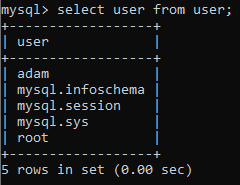 mysql> select user from user;
+------------------+
| user             |
+------------------+
| adam             |
| mysql.infoschema |
| mysql.session    |
| mysql.sys        |
| root             |
+------------------+
5 rows in set (0.00 sec)